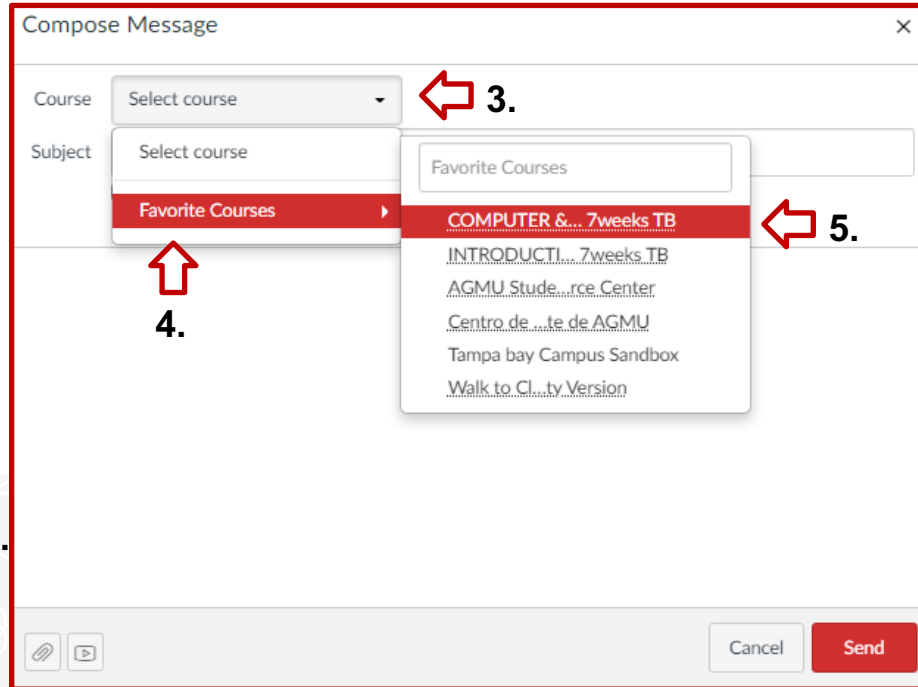 Compose Message
Course Select course 3.
Subject Select course
Favorite Courses
Favorite Courses
COMPUTER &... 7weeks TB 5.
INTRODUCTI... 7weeks TB
AGMU Stude...rce Center
4.
Centro de ...te de AGMU
Tampa bay Campus Sandbox
Walk to Cl...ty Version
Cancel Send